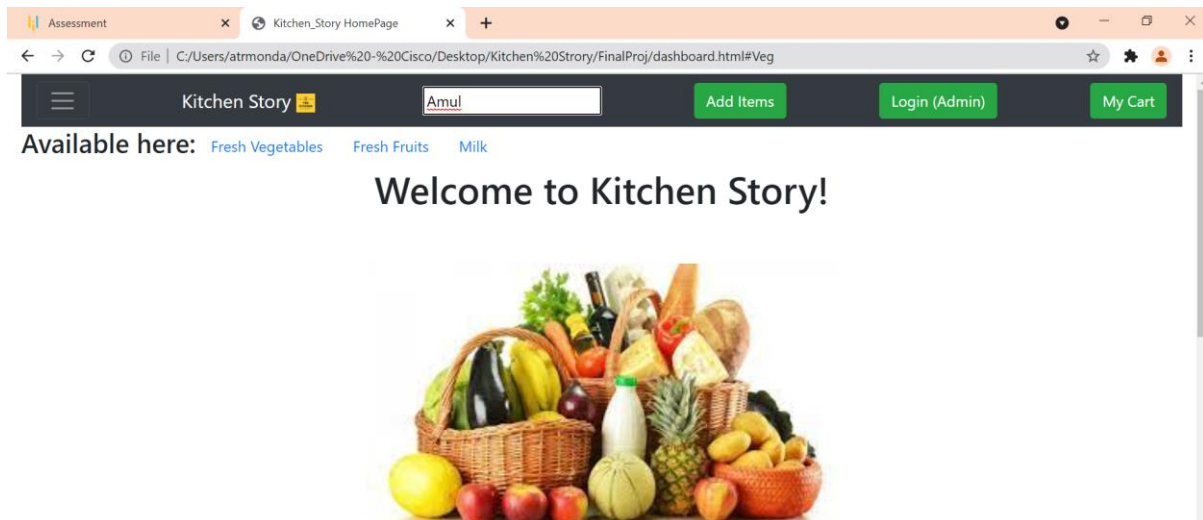 Assessment
Kitchen_Story HomePage
File | C:/Users/atrmonda/OneDrive%20-%20Cisco/Desktop/Kitchen%20Strory/FinalProj/dashboard.html#Veg
Kitchen Story
Amul
Add Items
Login (Admin)
My Cart
Available here: Fresh Vegetables Fresh Fruits Milk
Welcome to Kitchen Story!